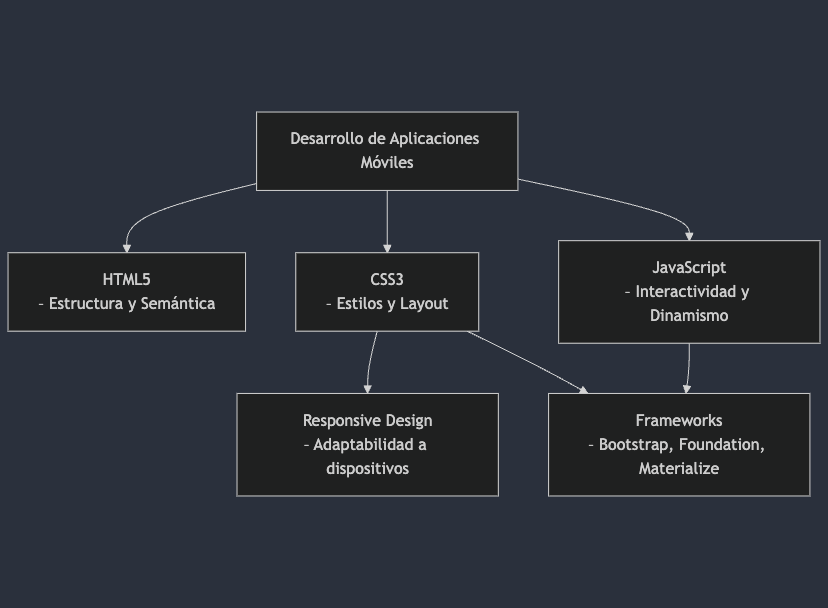 Desarrollo de Aplicaciones
Móviles
HTML5
- Estructura y Semántica
CSS3
- Estilos y Layout
JavaScript
- Interactividad y
Dinamismo
Responsive Design
- Adaptabilidad a
dispositivos
Frameworks
- Bootstrap, Foundation,
Materialize